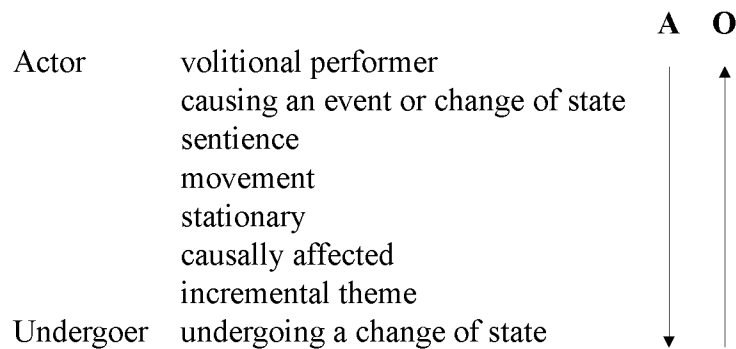 A O
Actor volitional performer
causing an event or change of state
sentience
movement
stationary
causally affected
incremental theme
Undergoer undergoing a change of state